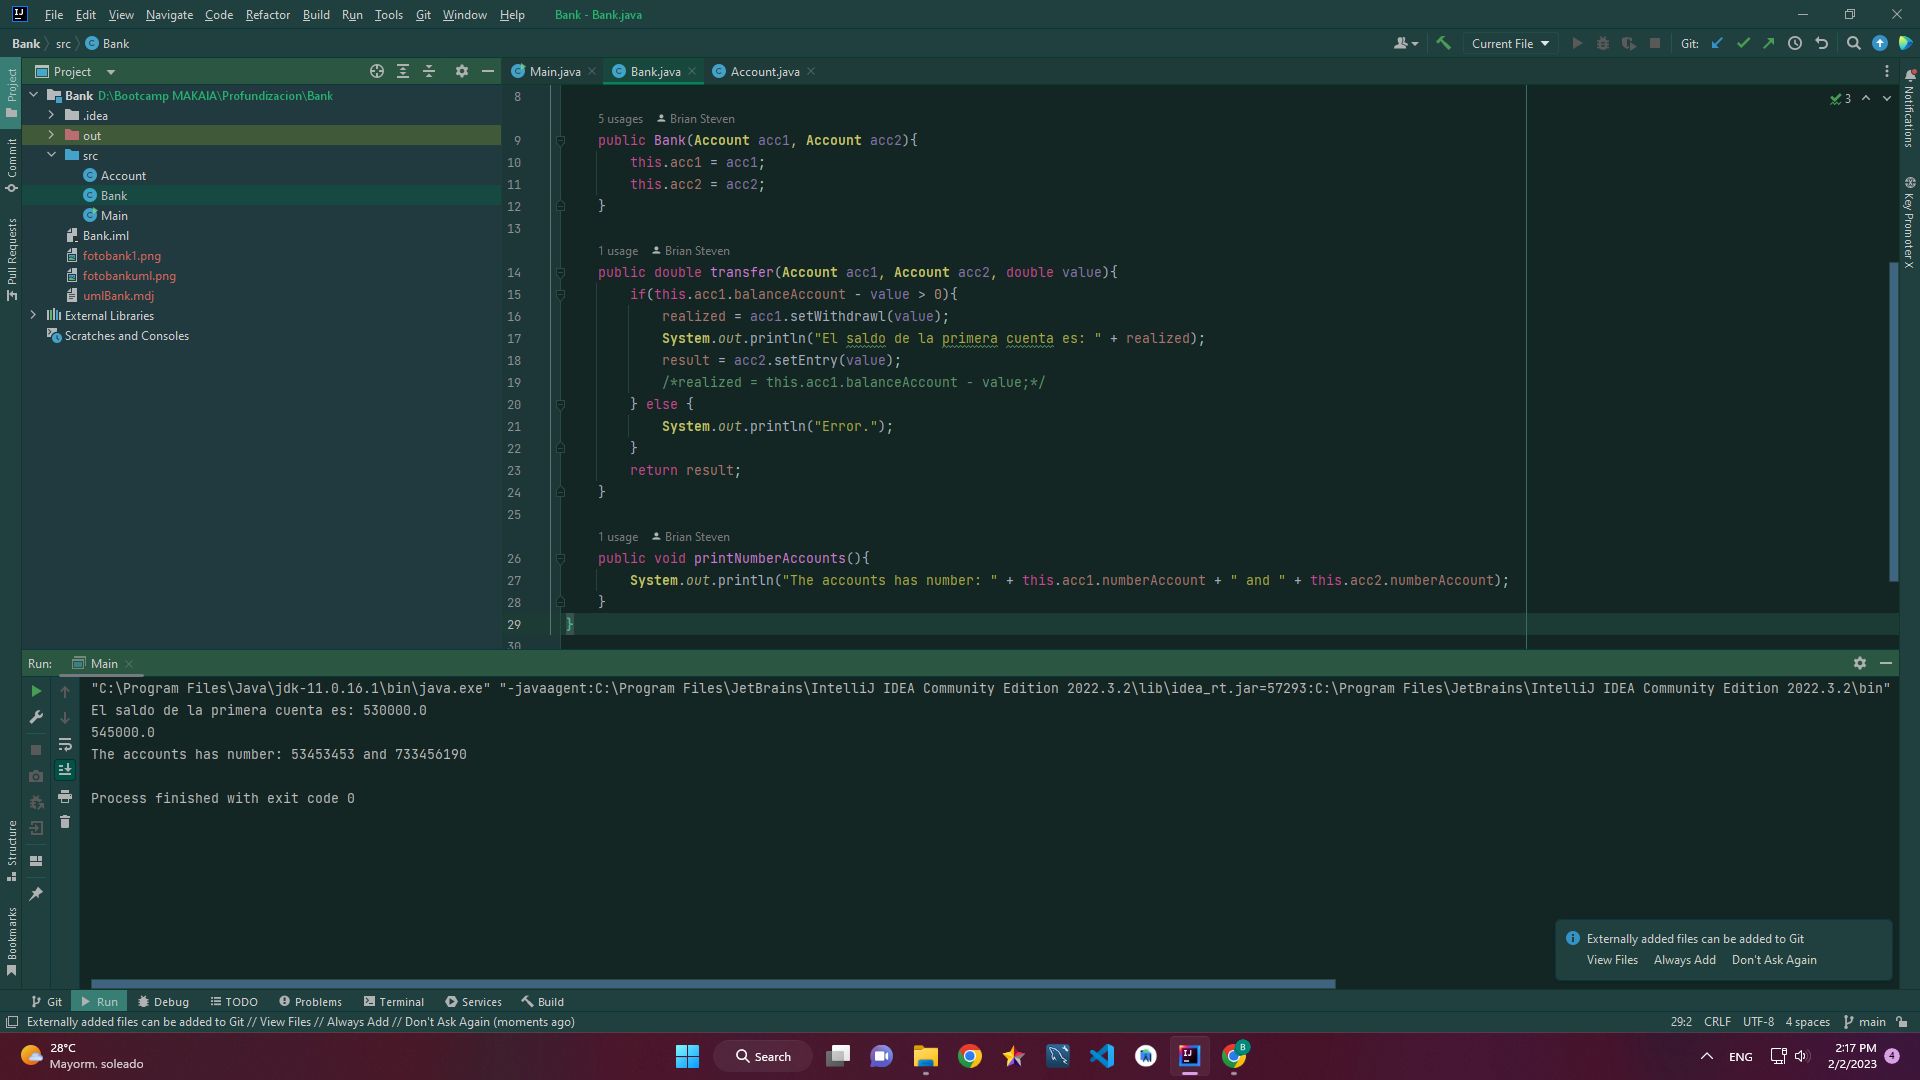 File Edit View Navigate Code Refactor Build Run Tools Git Window Help Bank - Bank.java
Bank src Bank Current File Git:
Project
Main.java Bank.java Account.java
Bank D:\Bootcamp MAKAIA\Profundizacion\Bank
.idea
out
src
Account
Bank
Main
Bank.iml
fotobank1.png
fotobankuml.png
umlBank.mdj
External Libraries
Scratches and Consoles
Project
Commit
Pull Requests
Structure
Bookmarks
3
8
5 usages Brian Steven
9 public Bank(Account acc1, Account acc2){
10 this.acc1 = acc1;
11 this.acc2 = acc2;
12 }
13
1 usage Brian Steven
14 public double transfer(Account acc1, Account acc2, double value){
15 if(this.acc1.balanceAccount - value > 0){
16 realized = acc1.setWithdrawl(value);
17 System.out.println("El saldo de la primera cuenta es: " + realized);
18 result = acc2.setEntry(value);
19 /*realized = this.acc1.balanceAccount - value;*/
20 } else {
21 System.out.println("Error.");
22 }
23 return result;
24 }
25
1 usage Brian Steven
26 public void printNumberAccounts(){
27 System.out.println("The accounts has number: " + this.acc1.numberAccount + " and " + this.acc2.numberAccount);
28 }
29 }
30
Notifications
Key Promoter X
Run: Main
"C:\Program Files\Java\jdk-11.0.16.1\bin\java.exe" "-javaagent:C:\Program Files\JetBrains\IntelliJ IDEA Community Edition 2022.3.2\lib\idea_rt.jar=57293:C:\Program Files\JetBrains\IntelliJ IDEA Community Edition 2022.3.2\bin"
El saldo de la primera cuenta es: 530000.0
545000.0
The accounts has number: 53453453 and 733456190
Process finished with exit code 0
Externally added files can be added to Git
View Files Always Add Don't Ask Again
Git Run Debug TODO Problems Terminal Services Build
Externally added files can be added to Git // View Files // Always Add // Don't Ask Again (moments ago) 29:2 CRLF UTF-8 4 spaces main
28°C
Mayorm. soleado
Search
B
ENG
2:17 PM
2/2/2023
4